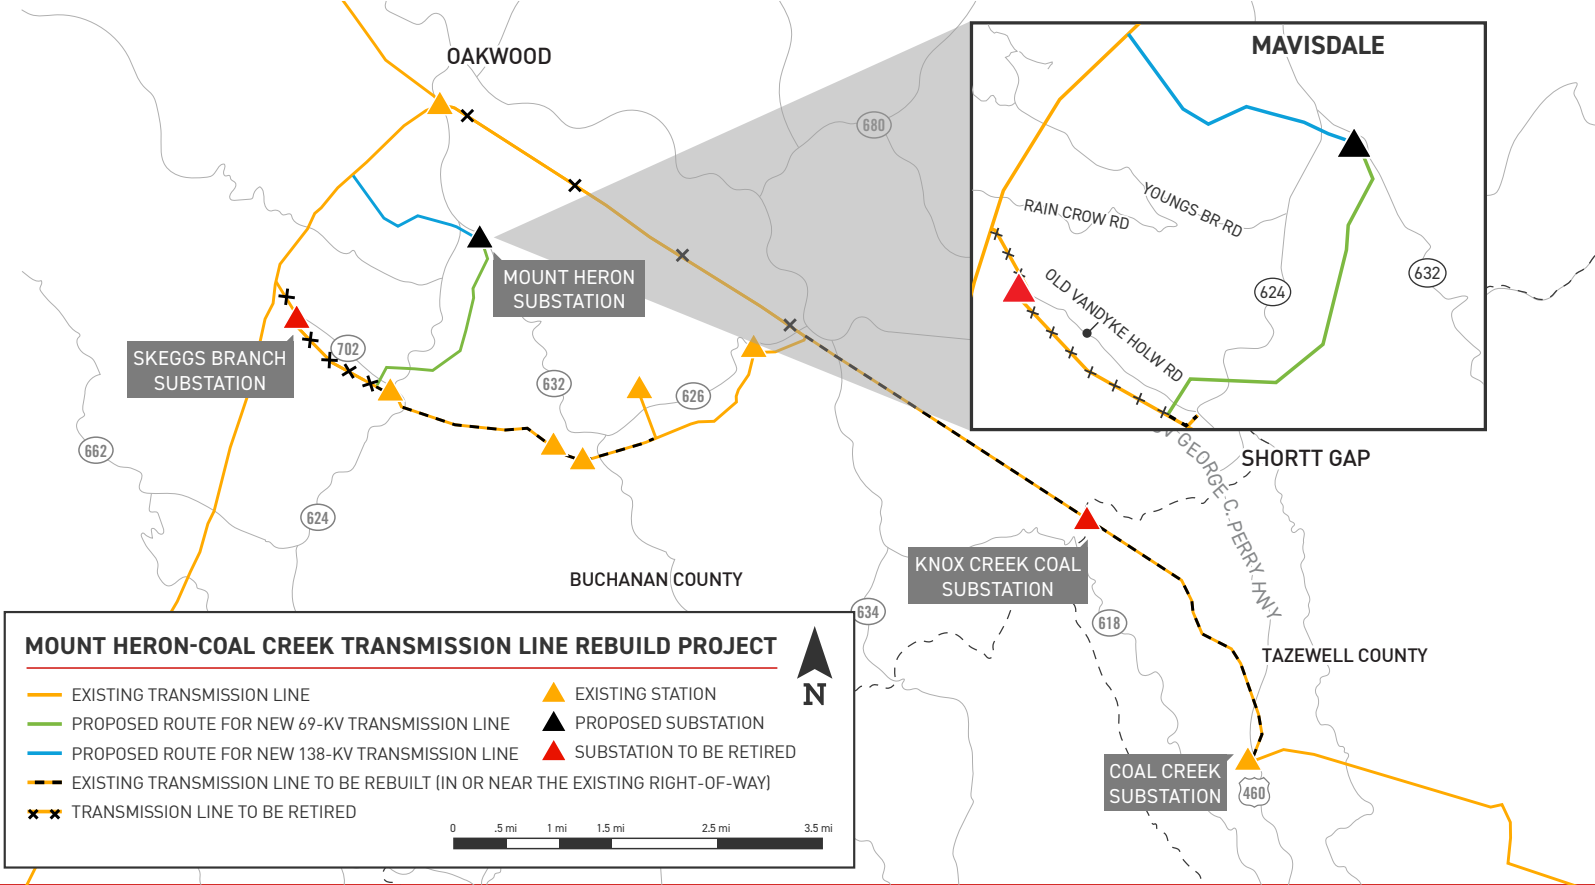 OAKWOOD
680
MAVISDALE
YOUNGS BR RD
RAIN CROW RD
632
624
OLD VANDYKE HOLW RD
MOUNT HERON
SUBSTATION
702
SKEGGS BRANCH
SUBSTATION
632
626
662
GEORGE C. PERRY HWY
SHORTT GAP
624
KNOX CREEK COAL
SUBSTATION
BUCHANAN COUNTY
634
618
TAZEWELL COUNTY
COAL CREEK
SUBSTATION
460
MOUNT HERON-COAL CREEK TRANSMISSION LINE REBUILD PROJECT
N
EXISTING TRANSMISSION LINE
PROPOSED ROUTE FOR NEW 69-KV TRANSMISSION LINE
PROPOSED ROUTE FOR NEW 138-KV TRANSMISSION LINE
EXISTING TRANSMISSION LINE TO BE REBUILT (IN OR NEAR THE EXISTING RIGHT-OF-WAY)
TRANSMISSION LINE TO BE RETIRED
EXISTING STATION
PROPOSED SUBSTATION
SUBSTATION TO BE RETIRED
0 .5 mi 1 mi 1.5 mi 2.5 mi 3.5 mi